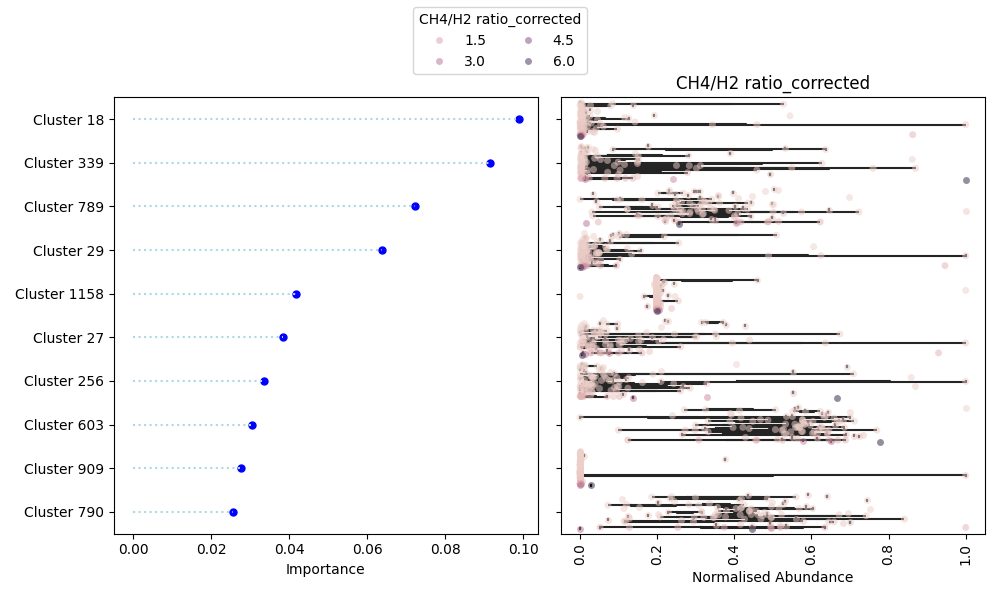 CH4/H2 ratio_corrected
1.5 4.5
3.0 6.0
CH4/H2 ratio_corrected
Cluster 18
Cluster 339
Cluster 789
Cluster 29
Cluster 1158
Cluster 27
Cluster 256
Cluster 603
Cluster 909
Cluster 790
0.00 0.02 0.04 0.06 0.08 0.10
Importance
0.0 0.2 0.4 0.6 0.8 1.0
Normalised Abundance